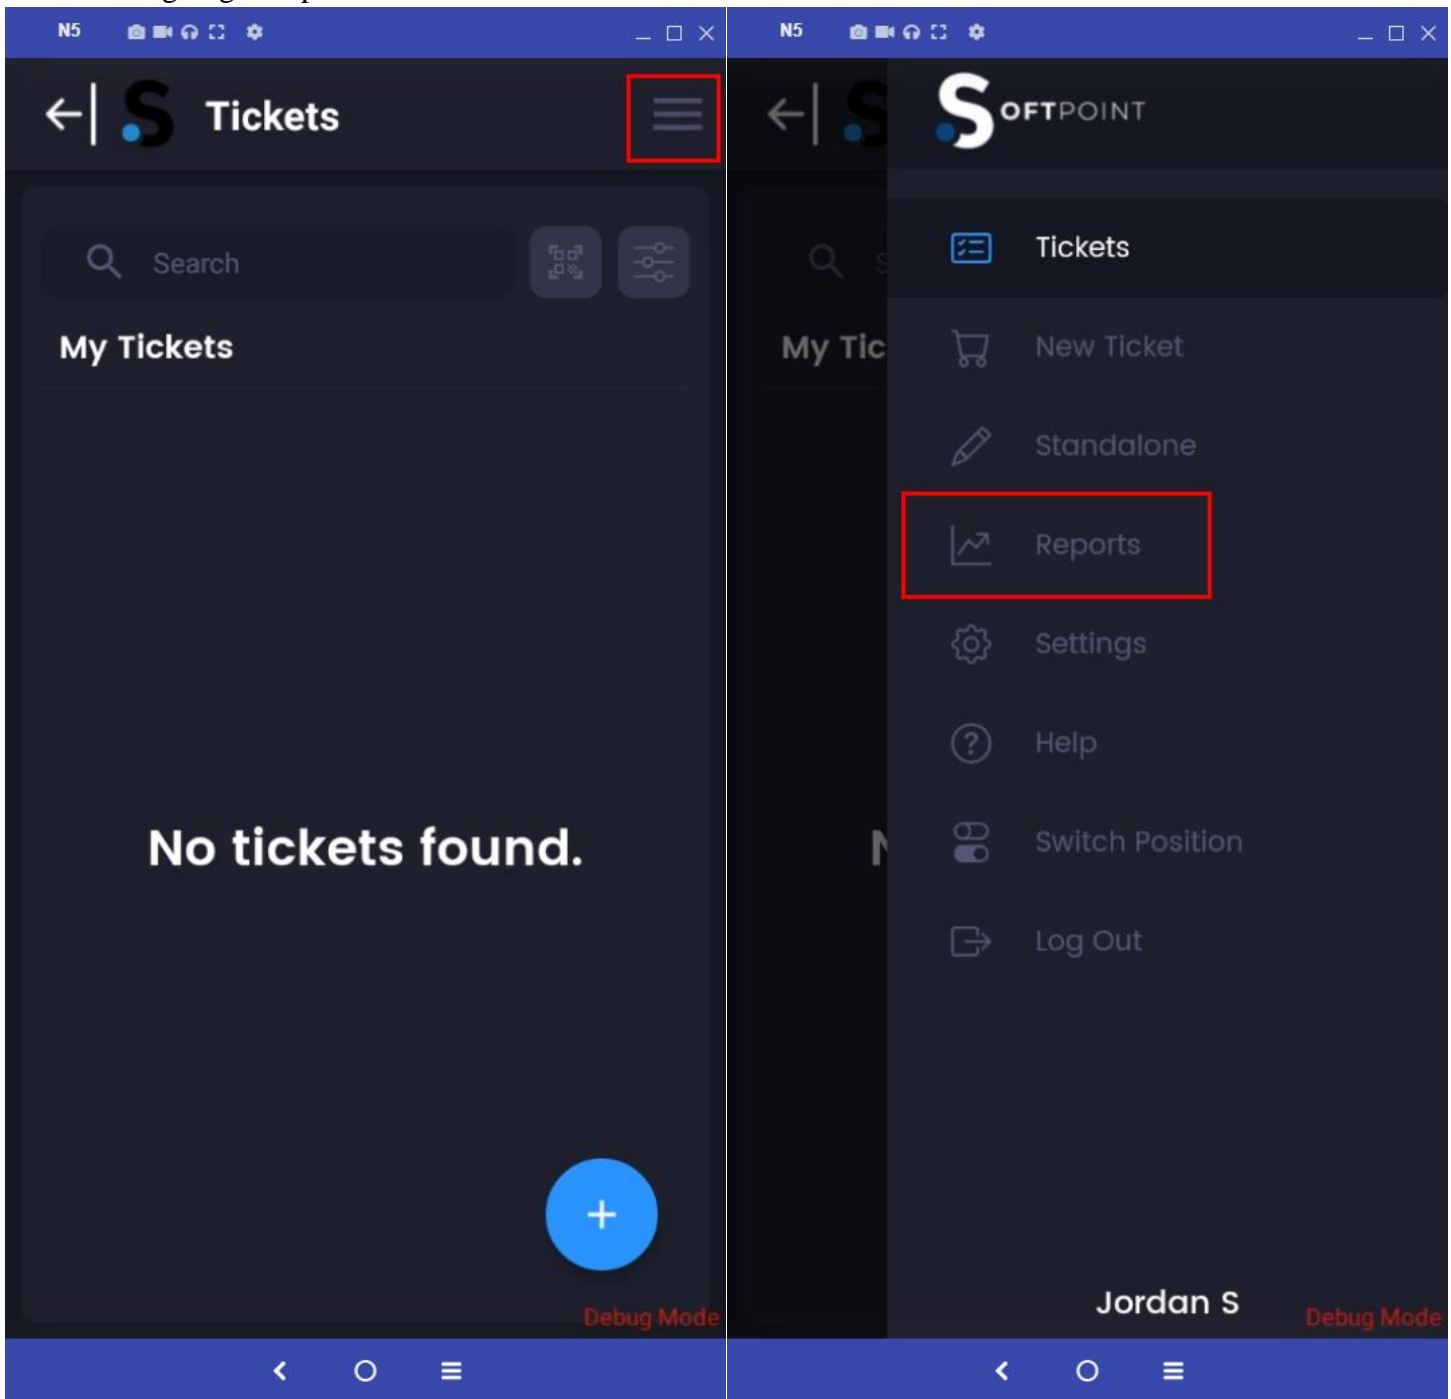 N5
Tickets
Search
My Tickets
No tickets found.
Debug Mode
N5
SOFTPOINT
Tickets
My Tic
New Ticket
Standalone
Reports
Settings
Help
Switch Position
Log Out
Jordan S
Debug Mode